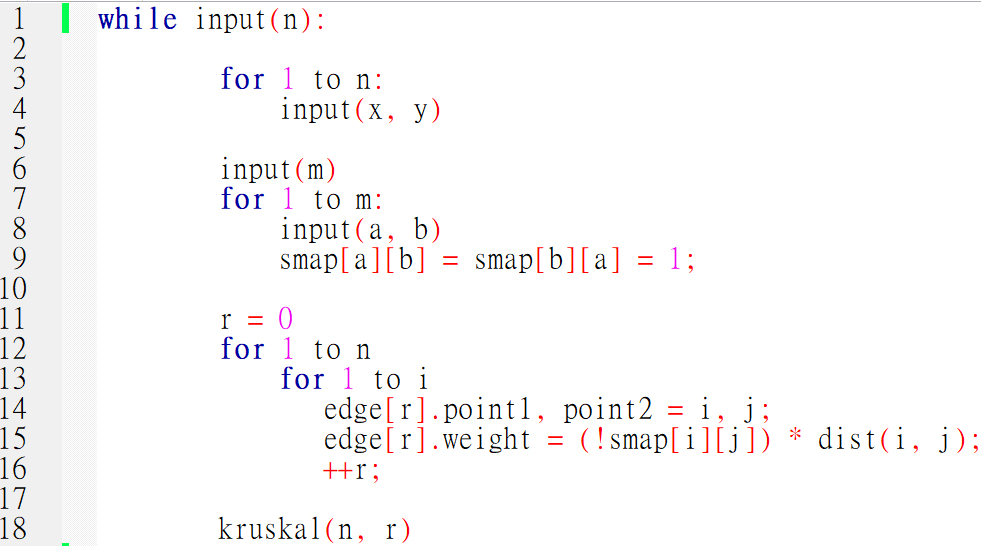 1 while input(n):
2
3 for 1 to n:
4 input(x, y)
5
6 input(m)
7 for 1 to m:
8 input(a, b)
9 smap[a][b] = smap[b][a] = 1;
10
11 r = 0
12 for 1 to n
13 for 1 to i
14 edge[r].point1, point2 = i, j;
15 edge[r].weight = (!smap[i][j]) * dist(i, j);
16 ++r;
17
18 kruskal(n, r)